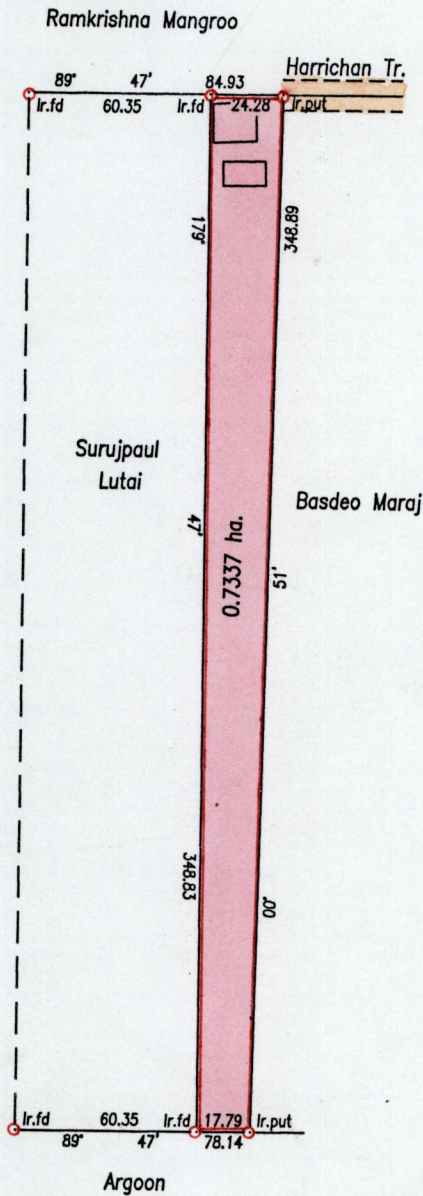 Ramkrishna Mangroo
Harrichan Tr.
89° 47' 84.93
Ir.fd 60.35 Ir.fd 24.28 Ir.put
179°
348.89
Surujpaul
Lutai
Basdeo Maraj
47'
0.7337 ha.
51'
348.83
00°
Ir.fd 60.35 Ir.fd 17.79 Ir.put
89° 47' 78.14
Argoon